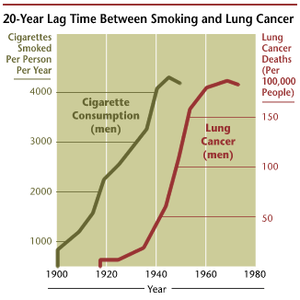 20-Year Lag Time Between Smoking and Lung Cancer
Cigarettes
Smoked
Per Person
Per Year
Lung
Cancer
Deaths
(Per
100,000
People)
4000
3000
2000
1000
150
100
50
Cigarette
Consumption
(men)
Lung
Cancer
(men)
1900
1920
1940
1960
1980
Year